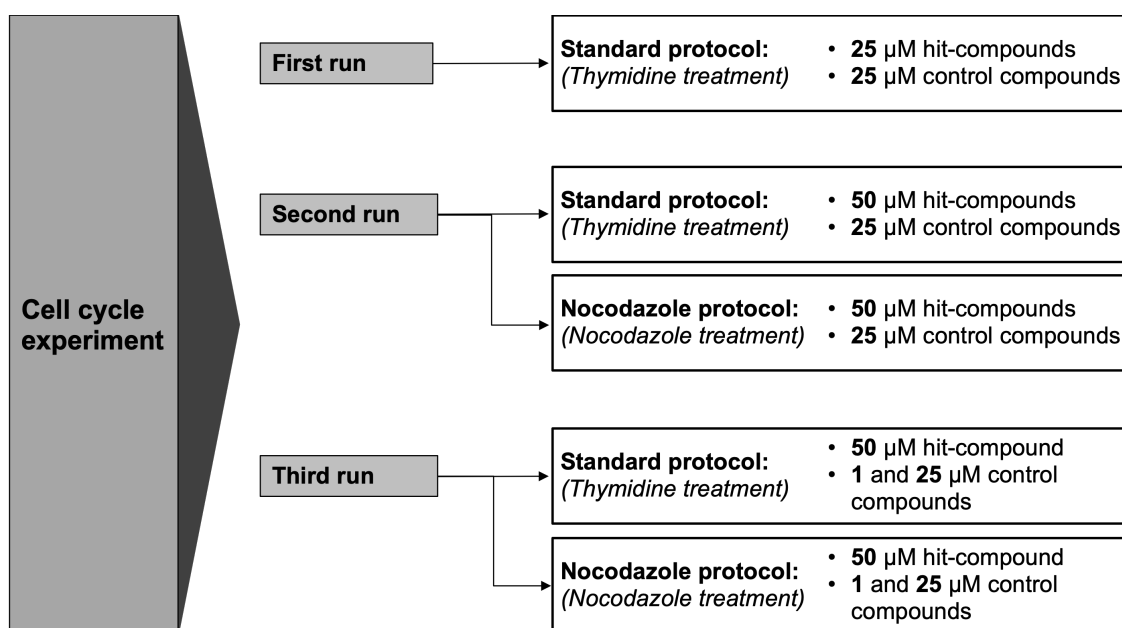 Cell cycle
experiment
First run
Standard protocol:
(Thymidine treatment)
• 25 µM hit-compounds
• 25 µM control compounds
Second run
Standard protocol:
(Thymidine treatment)
• 50 µM hit-compounds
• 25 µM control compounds
Nocodazole protocol:
(Nocodazole treatment)
• 50 µM hit-compounds
• 25 µM control compounds
Third run
Standard protocol:
(Thymidine treatment)
• 50 µM hit-compound
• 1 and 25 µM control
compounds
Nocodazole protocol:
(Nocodazole treatment)
• 50 µM hit-compound
• 1 and 25 µM control
compounds